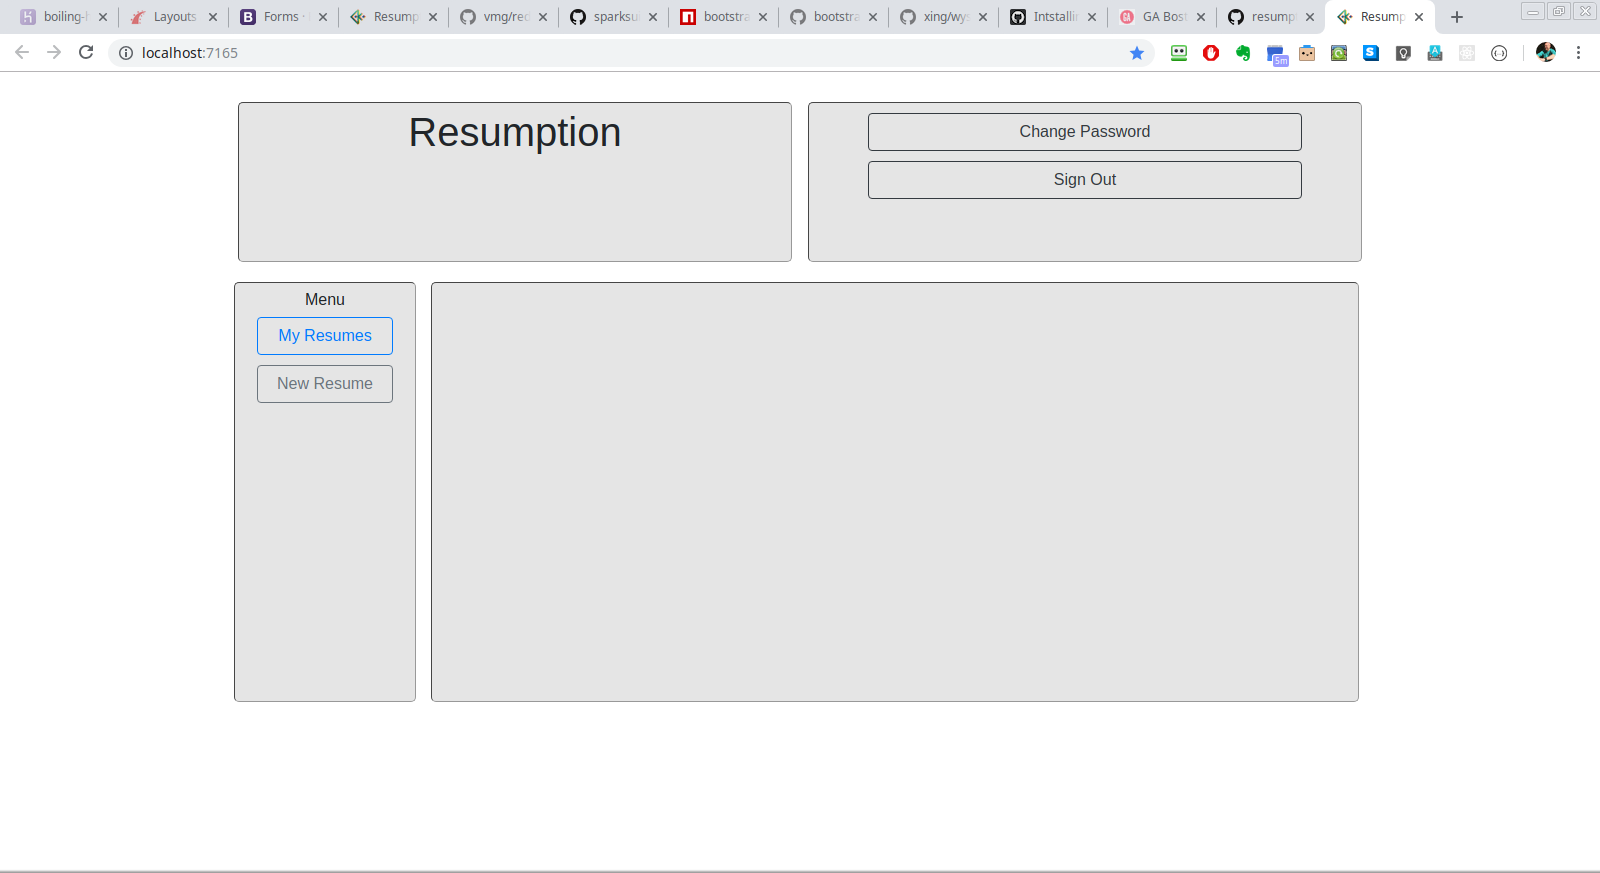 boiling-h
Layouts
Forms ·
Resump
vmg/rec
sparksu
bootstra
bootstra
xing/wys
Intstallin
GA Bost
resump
Resump
localhost:7165
5m
Resumption
Change Password
Sign Out
Menu
My Resumes
New Resume